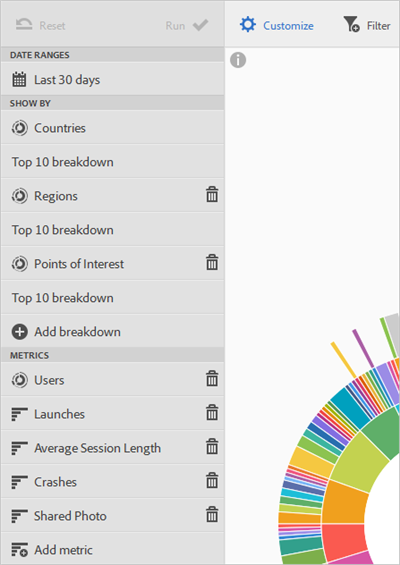 Reset Run Customize Filter
DATE RANGES
Last 30 days
SHOW BY
Countries
Top 10 breakdown
Regions
Top 10 breakdown
Points of Interest
Top 10 breakdown
Add breakdown
METRICS
Users
Launches
Average Session Length
Crashes
Shared Photo
Add metric